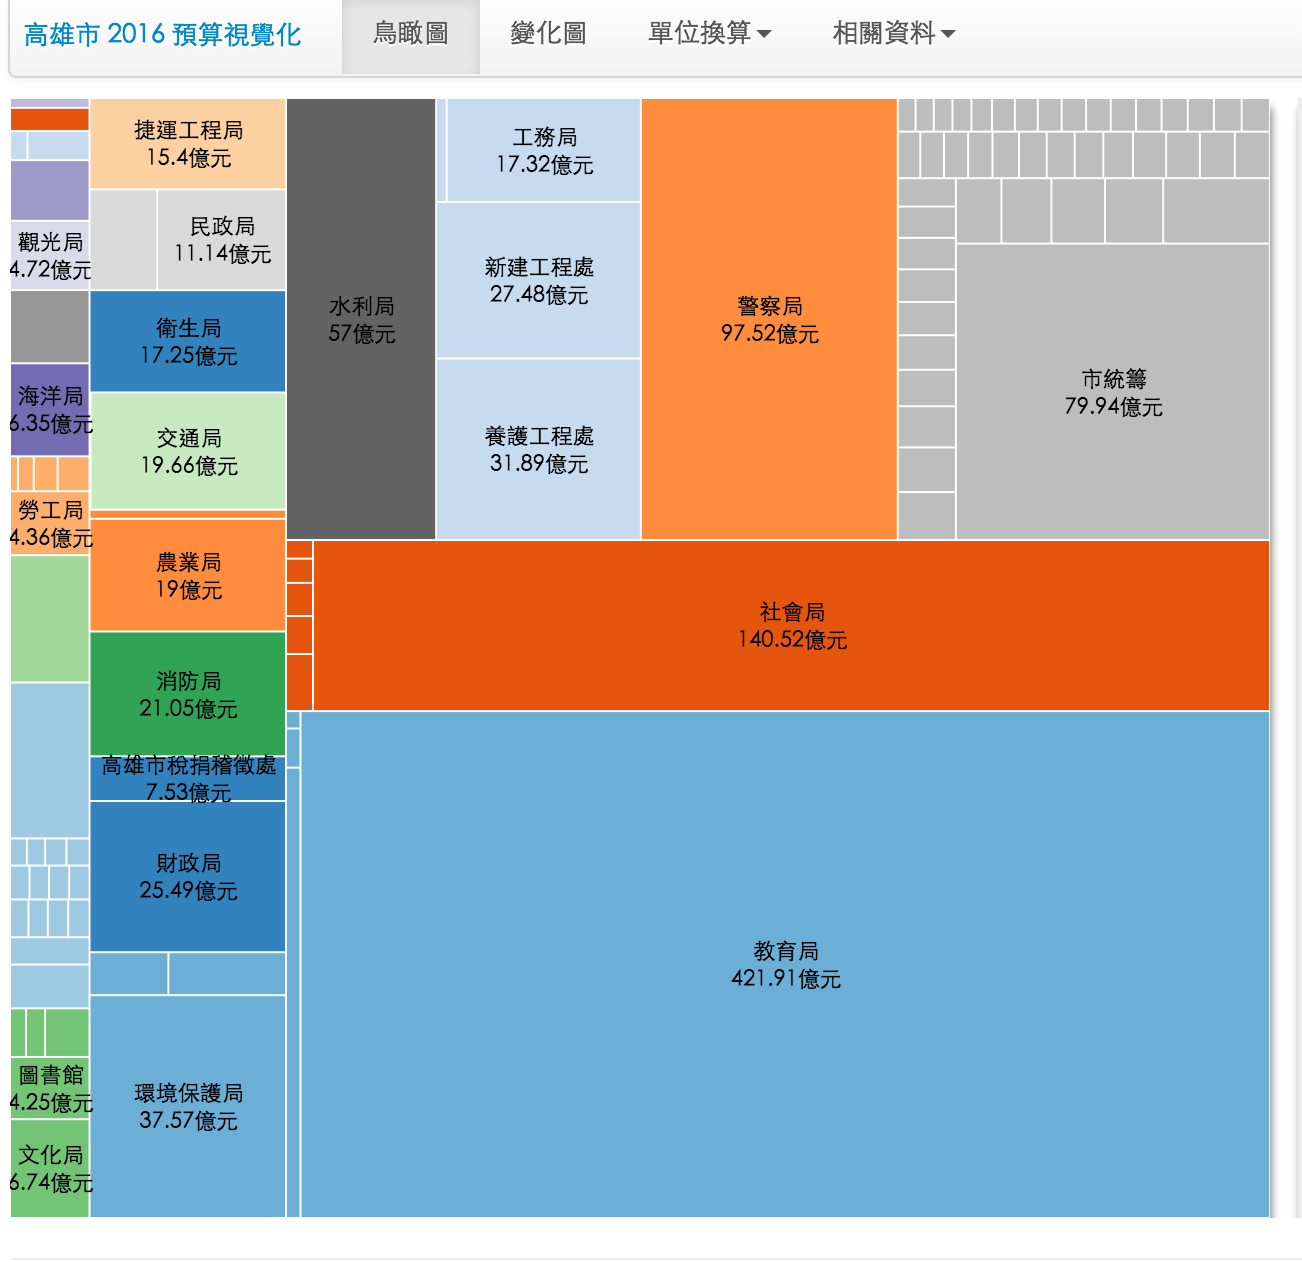 高雄市 2016 預算視覺化
鳥瞰圖
變化圖
單位換算
相關資料
捷運工程局
15.4億元
工務局
17.32億元
民政局
11.14億元
觀光局
4.72億元
新建工程處
27.48億元
水利局
57億元
警察局
97.52億元
衛生局
17.25億元
市統籌
79.94億元
海洋局
6.35億元
交通局
19.66億元
養護工程處
31.89億元
勞工局
4.36億元
農業局
19億元
社會局
140.52億元
消防局
21.05億元
高雄市稅捐稽徵處
7.53億元
財政局
25.49億元
教育局
421.91億元
圖書館
4.25億元
環境保護局
37.57億元
文化局
6.74億元